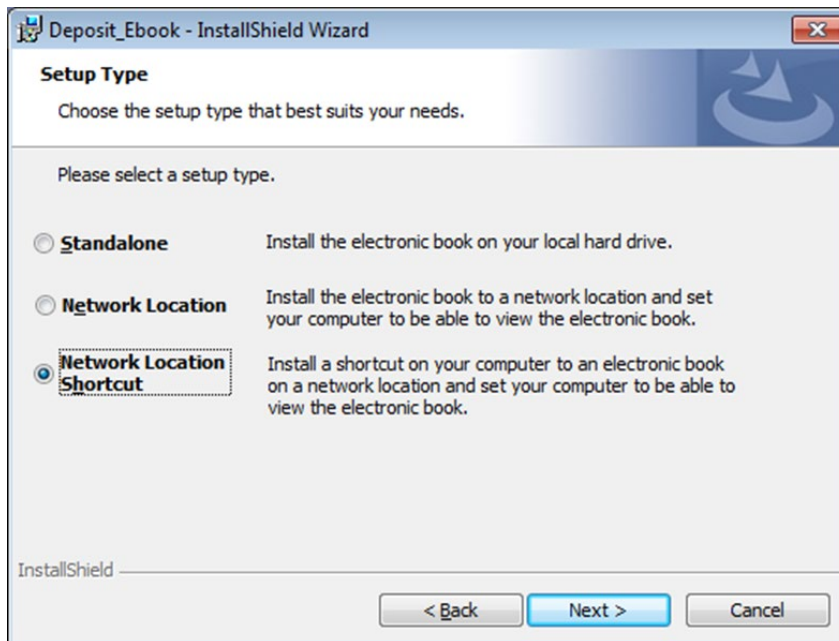 Deposit_Ebook - InstallShield Wizard
Setup Type
Choose the setup type that best suits your needs.
Please select a setup type.
Standalone
Install the electronic book on your local hard drive.
Network Location
Install the electronic book to a network location and set
your computer to be able to view the electronic book.
Network Location
Shortcut
Install a shortcut on your computer to an electronic book
on a network location and set your computer to be able to
view the electronic book.
InstallShield
< Back
Next >
Cancel